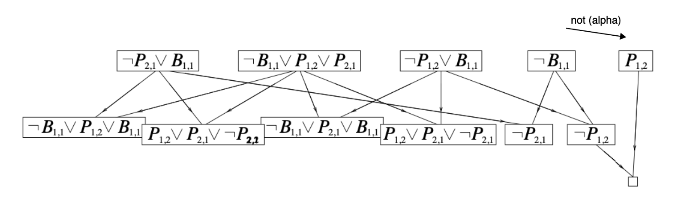 not (alpha)
¬P2,1 ∨ B1,1
¬B1,1 ∨ P1,2 ∨ P2,1
¬P1,2 ∨ B1,1
¬B1,1
P1,2
¬B1,1 ∨ P1,2 ∨ B1,1
P1,2 ∨ P2,1 ∨ ¬P2,2
¬B1,1 ∨ P2,1 ∨ B1,1
P1,2 ∨ P2,1 ∨ ¬P2,1
¬P2,1
¬P1,2